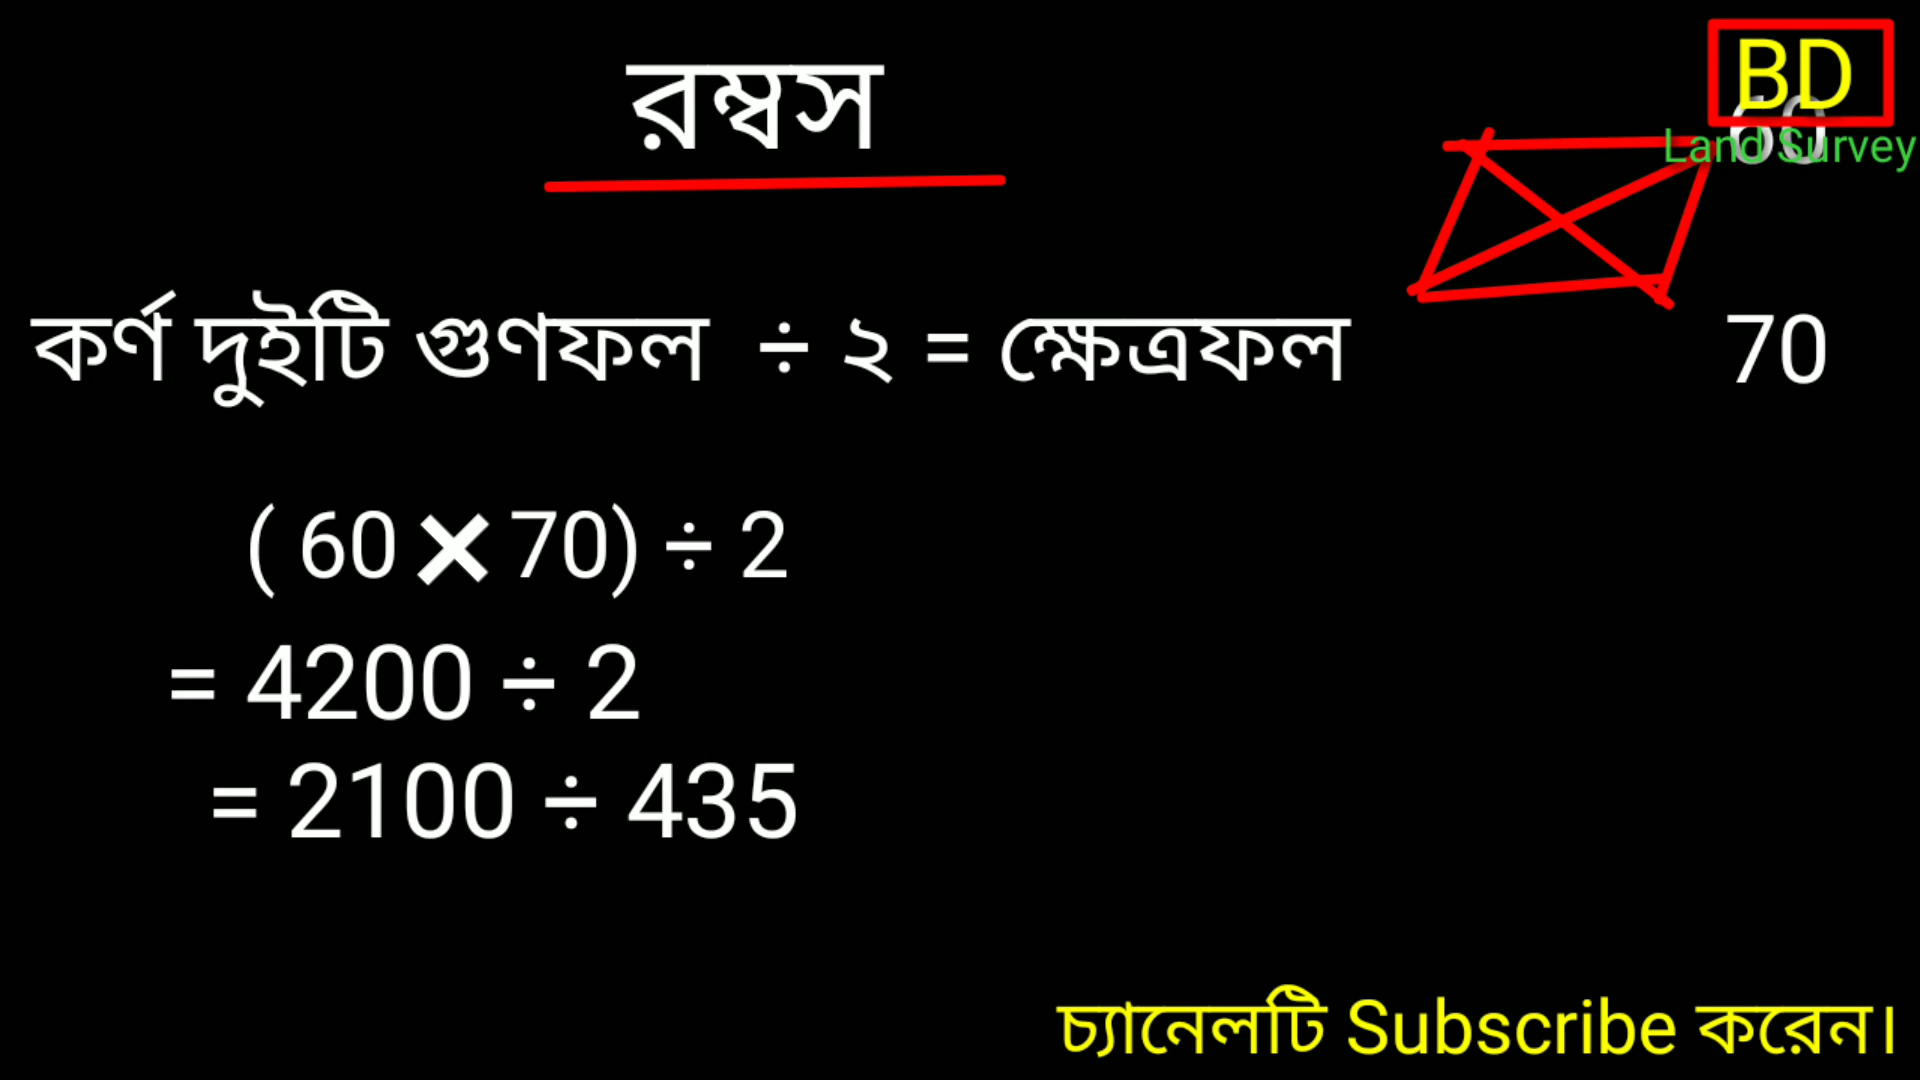 রম্বস
BD
60
Land Survey
কর্ণ দুইটি গুণফল ÷ ২ = ক্ষেত্রফল
70
( 60 ✕ 70) ÷ 2
= 4200 ÷ 2
= 2100 ÷ 435
চ্যানেলটি Subscribe করেন।